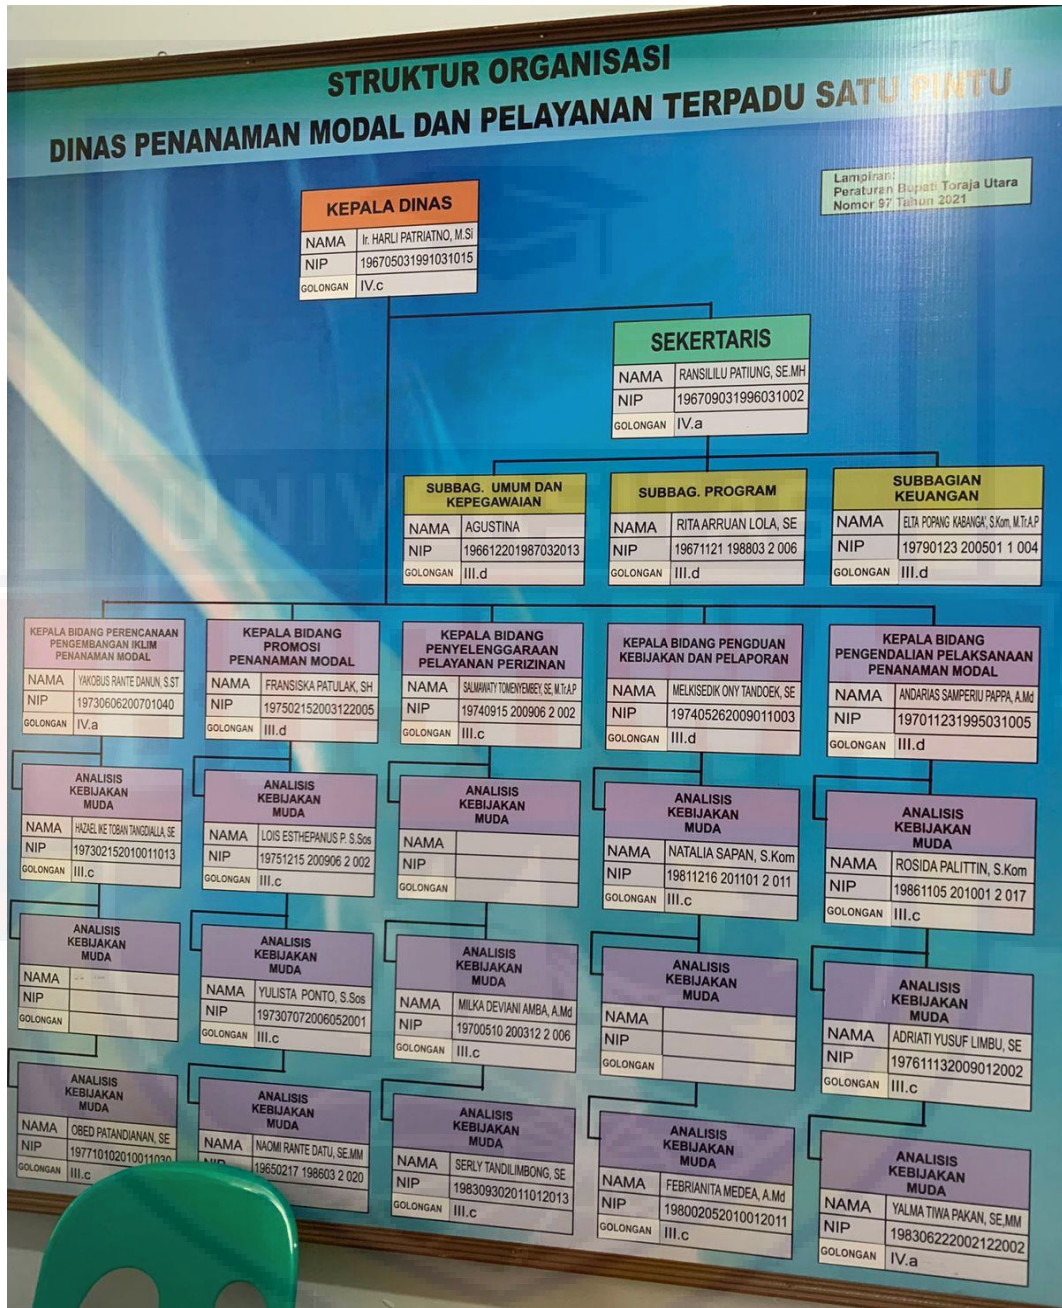 STRUKTUR ORGANISASI
DINAS PENANAMAN MODAL DAN PELAYANAN TERPADU SATU PINTU
Lampiran:
Peraturan Bupati Toraja Utara
Nomor 97 Tahun 2021
KEPALA DINAS
NAMA Ir. HARLI PATRIATNO, M.Si
NIP 196705031991031015
GOLONGAN IV.c
SEKERTARIS
NAMA RANSILILU PATIUNG, SE.MH
NIP 196709031996031002
GOLONGAN IV.a
SUBBAG. UMUM DAN
KEPEGAWAIAN
NAMA AGUSTINA
NIP 196612201987032013
GOLONGAN III.d
SUBBAG. PROGRAM
NAMA RITA ARRUAN LOLA, SE
NIP 19671121 198803 2 006
GOLONGAN III.d
SUBBAGIAN
KEUANGAN
NAMA ELTA POPANG KABANGA', S.Kom, M.Tr.A.P
NIP 19790123 200501 1 004
GOLONGAN III.d
KEPALA BIDANG PERENCANAAN
PENGEMBANGAN IKLIM
PENANAMAN MODAL
NAMA YAKOBUS RANTE DANUN, S.ST
NIP 19730606200701040
GOLONGAN IV.a
KEPALA BIDANG
PROMOSI
PENANAMAN MODAL
NAMA FRANSISKA PATULAK, SH
NIP 197502152003122005
GOLONGAN III.d
KEPALA BIDANG
PENYELENGGARAAN
PELAYANAN PERIZINAN
NAMA SALMAWATY TOMENYEMBEY, SE, M.Tr.A.P
NIP 19740915 200906 2 002
GOLONGAN III.c
KEPALA BIDANG PENGDUAN
KEBIJAKAN DAN PELAPORAN
NAMA MELKISEDIK ONY TANDOEK, SE
NIP 197405262009011003
GOLONGAN III.d
KEPALA BIDANG
PENGENDALIAN PELAKSANAAN
PENANAMAN MODAL
NAMA ANDARIAS SAMPERIU PAPPA, A.Md
NIP 197011231995031005
GOLONGAN III.d
ANALISIS
KEBIJAKAN
MUDA
NAMA HAZAEL IKE TOBAN TANGDIALLA, SE
NIP 197302152010011013
GOLONGAN III.c
ANALISIS
KEBIJAKAN
MUDA
NAMA LOIS ESTHEPANUS P. S.Sos
NIP 19751215 200906 2 002
GOLONGAN III.c
ANALISIS
KEBIJAKAN
MUDA
NAMA
NIP
GOLONGAN
ANALISIS
KEBIJAKAN
MUDA
NAMA NATALIA SAPAN, S.Kom
NIP 19811216 201101 2 011
GOLONGAN III.c
ANALISIS
KEBIJAKAN
MUDA
NAMA ROSIDA PALITTIN, S.Kom
NIP 19861105 201001 2 017
GOLONGAN III.c
ANALISIS
KEBIJAKAN
MUDA
NAMA
NIP
GOLONGAN
ANALISIS
KEBIJAKAN
MUDA
NAMA YULISTA PONTO, S.Sos
NIP 197307072006052001
GOLONGAN III.c
ANALISIS
KEBIJAKAN
MUDA
NAMA MILKA DEVIANI AMBA, A.Md
NIP 19700510 200312 2 006
GOLONGAN III.c
ANALISIS
KEBIJAKAN
MUDA
NAMA
NIP
GOLONGAN
ANALISIS
KEBIJAKAN
MUDA
NAMA ADRIATI YUSUF LIMBU, SE
NIP 197611132009012002
GOLONGAN III.c
ANALISIS
KEBIJAKAN
MUDA
NAMA OBED PATANDIANAN, SE
NIP 197710102010011030
GOLONGAN III.c
ANALISIS
KEBIJAKAN
MUDA
NAMA NAOMI RANTE DATU, SE.MM
19650217 198603 2 020
ANALISIS
KEBIJAKAN
MUDA
NAMA SERLY TANDILIMBONG, SE
NIP 198309302011012013
GOLONGAN III.c
ANALISIS
KEBIJAKAN
MUDA
NAMA FEBRIANITA MEDEA, A.Md
NIP 198002052010012011
GOLONGAN III.c
ANALISIS
KEBIJAKAN
MUDA
NAMA YALMA TIWA PAKAN, SE,MM
NIP 198306222002122002
GOLONGAN IV.a